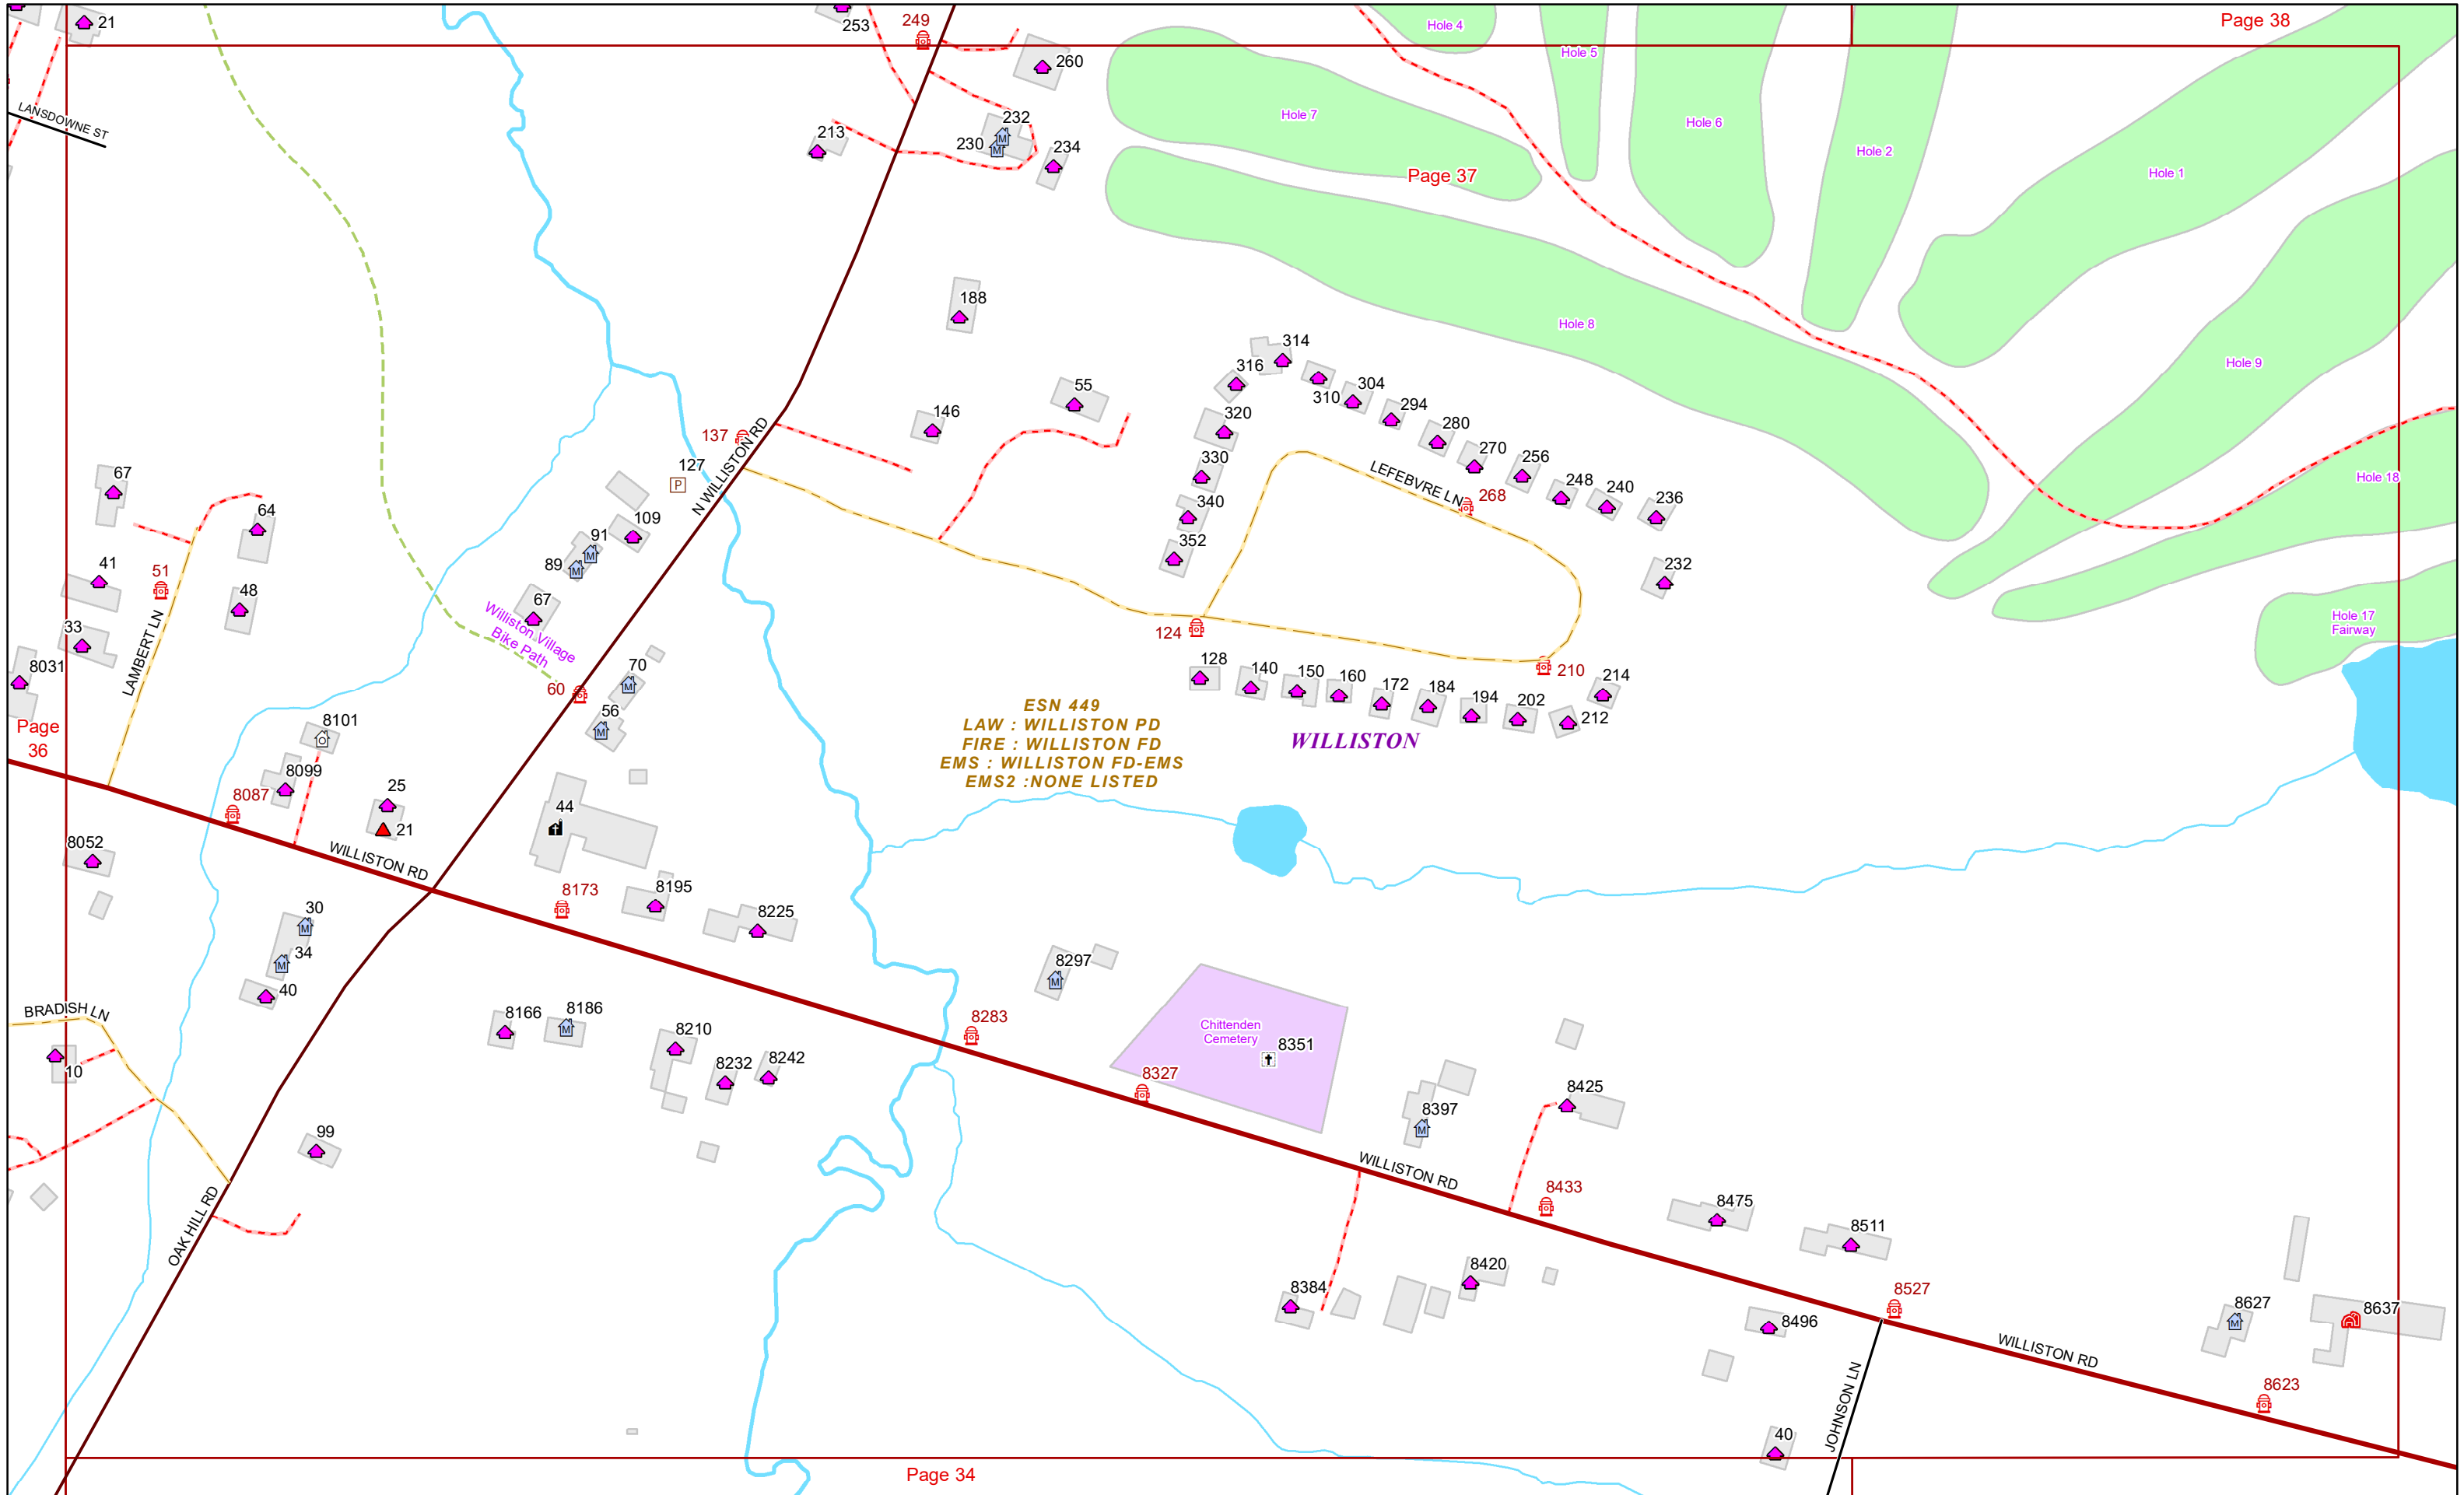 21
253
249
Page 38
Hole 4
Hole 5
260
LANSDOWNE ST
Hole 7
Hole 6
Hole 2
Hole 1
213
232
230
234
Page 37
188
Hole 8
Hole 9
314
316
55
310
304
294
146
320
280
137
N WILLISTON RD
127
270
330
256
LEFEBVRE LN
268
248
240
236
Hole 18
67
64
340
109
91
89
352
232
51
41
48
67
33
LAMBERT LN
Williston Village
Bike Path
124
Hole 17
Fairway
8031
70
60
56
210
128
140
150
160
172
184
194
202
212
214
Page
36
8101
ESN 449
LAW : WILLISTON PD
FIRE : WILLISTON FD
EMS : WILLISTON FD-EMS
EMS2 :NONE LISTED
WILLISTON
8099
8087
25
21
44
8052
WILLISTON RD
8173
8195
8225
30
34
40
8297
BRADISH LN
10
8166
8186
8210
8232
8242
8283
Chittenden
Cemetery
8351
8327
8397
8425
99
WILLISTON RD
8433
OAK HILL RD
8475
8511
8384
8420
8527
8496
8627
8637
WILLISTON RD
JOHNSON LN
8623
40
Page 34